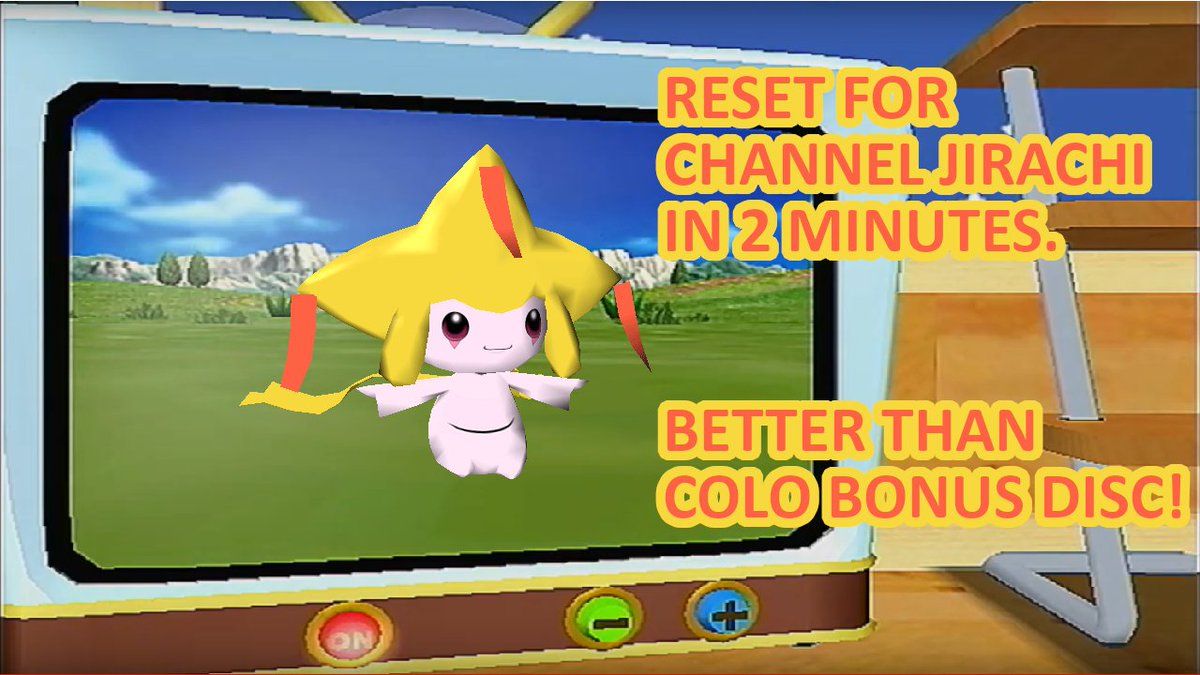 RESET FOR
CHANNEL JIRACHI
IN 2 MINUTES.
BETTER THAN
COLO BONUS DISC!
ON